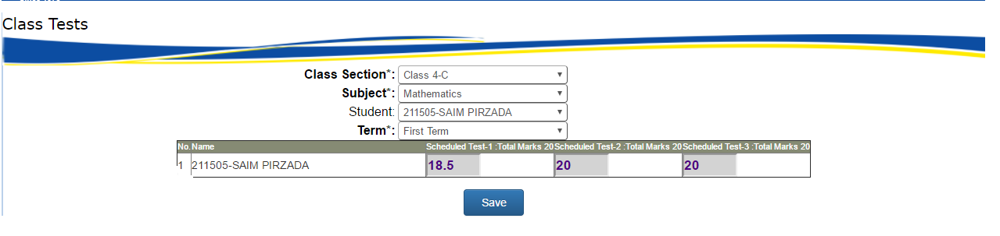 Class Tests
Class Section*: Class 4-C
Subject*: Mathematics
Student: 211505-SAIM PIRZADA
Term*: First Term
No. Name Scheduled Test-1 :Total Marks 20 Scheduled Test-2 :Total Marks 20 Scheduled Test-3 :Total Marks 20
1 211505-SAIM PIRZADA 18.5 20 20
Save